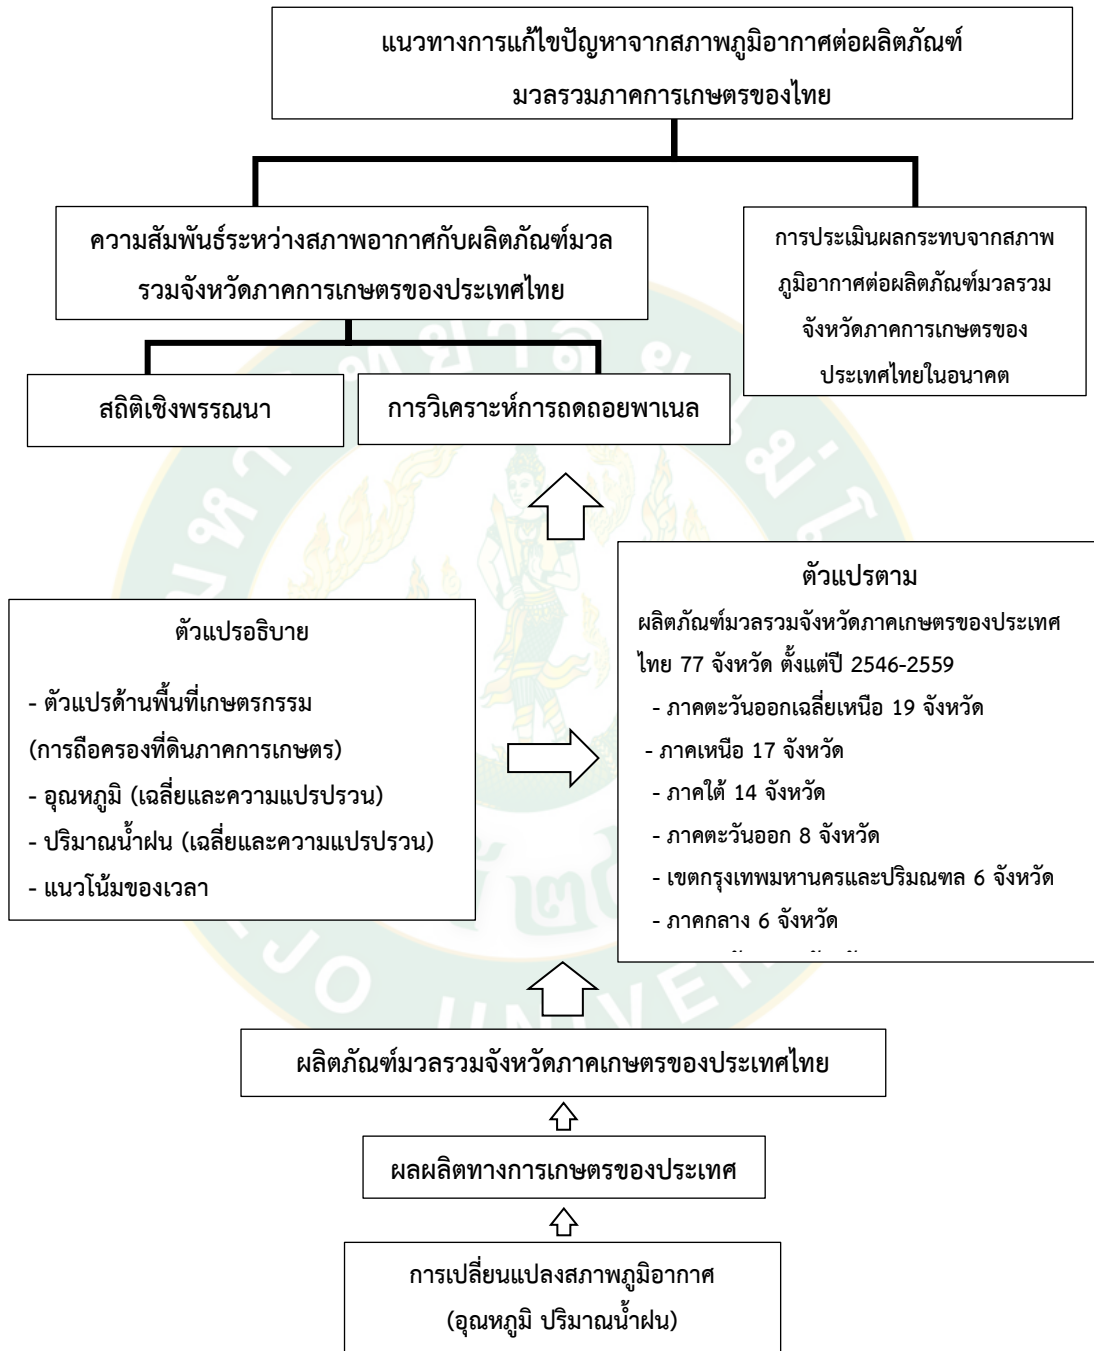 แนวทางการแก้ไขปัญหาจากสภาพภูมิอากาศต่อผลิตภัณฑ์
มวลรวมภาคการเกษตรของไทย
ความสัมพันธ์ระหว่างสภาพอากาศกับผลิตภัณฑ์มวล
รวมจังหวัดภาคการเกษตรของประเทศไทย
การประเมินผลกระทบจากสภาพ
ภูมิอากาศต่อผลิตภัณฑ์มวลรวม
จังหวัดภาคการเกษตรของ
ประเทศไทยในอนาคต
สถิติเชิงพรรณนา
การวิเคราะห์การถดถอยพาเนล
ตัวแปรอธิบาย
- ตัวแปรด้านพื้นที่เกษตรกรรม
(การถือครองที่ดินภาคการเกษตร)
- อุณหภูมิ (เฉลี่ยและความแปรปรวน)
- ปริมาณน้ำฝน (เฉลี่ยและความแปรปรวน)
- แนวโน้มของเวลา
ตัวแปรตาม
ผลิตภัณฑ์มวลรวมจังหวัดภาคเกษตรของประเทศ
ไทย 77 จังหวัด ตั้งแต่ปี 2546-2559
- ภาคตะวันออกเฉลี่ยเหนือ 19 จังหวัด
- ภาคเหนือ 17 จังหวัด
- ภาคใต้ 14 จังหวัด
- ภาคตะวันออก 8 จังหวัด
- เขตกรุงเทพมหานครและปริมณฑล 6 จังหวัด
- ภาคกลาง 6 จังหวัด
ผลิตภัณฑ์มวลรวมจังหวัดภาคเกษตรของประเทศไทย
ผลผลิตทางการเกษตรของประเทศ
การเปลี่ยนแปลงสภาพภูมิอากาศ
(อุณหภูมิ ปริมาณน้ำฝน)